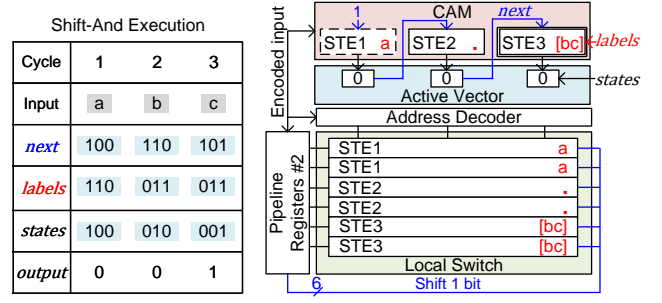 Shift-And Execution
Cycle 1 2 3
Input a b c
next 100 110 101
labels 110 011 011
states 100 010 001
output 0 0 1
Encoded Input
CAM
1 next
STE1 a STE2 . STE3 [bc] labels
0 0 0 states
Active Vector
Address Decoder
Pipeline
Registers #2
STE1 a
STE1 a
STE2 .
STE2 .
STE3 [bc]
STE3 [bc]
Local Switch
6 Shift 1 bit